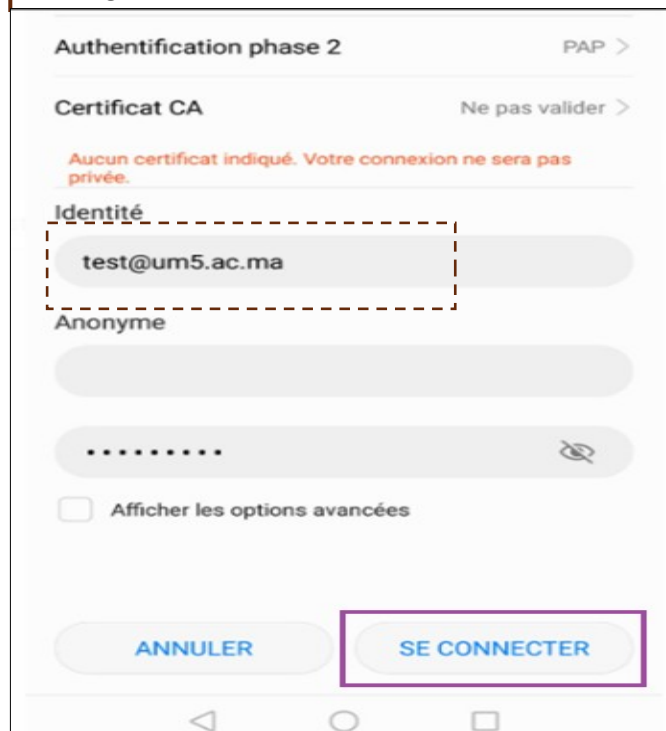 Authentification phase 2 PAP >
Certificat CA Ne pas valider >
Aucun certificat indiqué. Votre connexion ne sera pas
privée.
Identité
test@um5.ac.ma
Anonyme
•••••••••
Afficher les options avancées
ANNULER SE CONNECTER